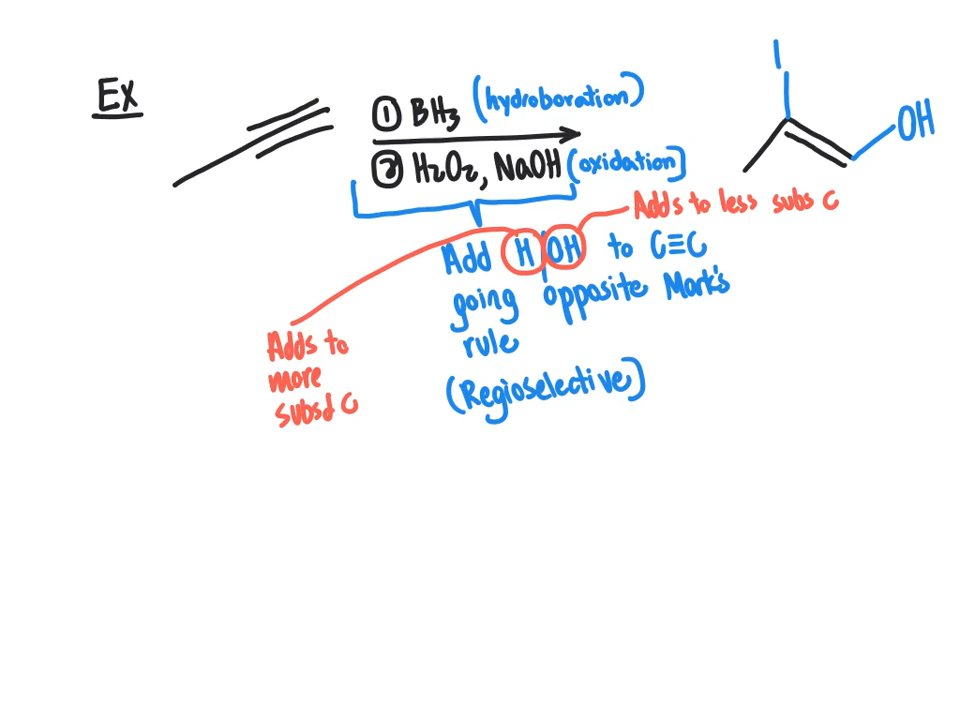 Ex
① BH₃ (hydroboration)
② H₂O₂, NaOH (oxidation)
OH
Adds to less subs C
Add H OH to C≡C
going opposite Mark's
rule
(Regioselective)
Adds to
more
subsd C